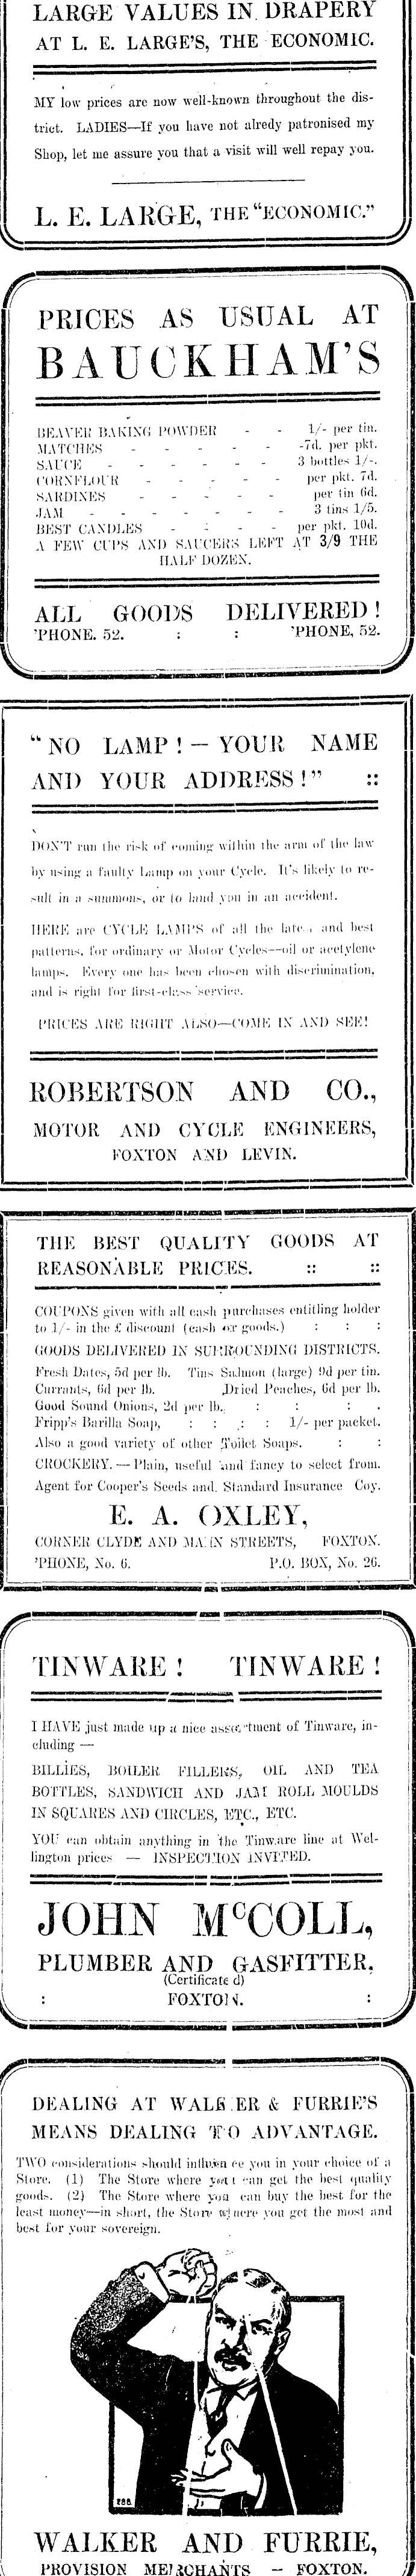 LARGE VALUES IN DRAPERY
AT L. E. LARGE'S, THE ECONOMIC.
MY low prices are now well-known throughout the dis-
trict. LADIES—If you have not alredy patronised my
Shop, let me assure you that a visit will well repay you.
L. E. LARGE, THE "ECONOMIC."
PRICES AS USUAL AT
BAUCKHAM'S
BEAVER BAKING POWDER - - 1/- per tin.
MATCHES - - - - - -7d. per pkt.
SAUCE - - - - - - 3 bottles 1/-.
CORNFLOUR - - - - - per pkt. 7d.
SARDINES - - - - - per tin 6d.
JAM - - - - - - - 3 tins 1/5.
BEST CANDLES - - - - per pkt. 10d.
A FEW CUPS AND SAUCERS LEFT AT 3/9 THE
HALF DOZEN.
ALL GOODS DELIVERED!
'PHONE. 52. : : 'PHONE, 52.
"NO LAMP!—YOUR NAME
AND YOUR ADDRESS!" ::
DON'T run the risk of coming within the arm of the law
by using a faulty Lamp on your Cycle. It's likely to re-
sult in a summons, or to land you in an accident.
HERE are CYCLE LAMPS of all the late and best
patterns, for ordinary or Motor Cycles—oil or acetylene
lamps. Every one has been chosen with discrimination,
and is right for first-class service.
PRICES ARE RIGHT ALSO—COME IN AND SEE!
ROBERTSON AND CO.,
MOTOR AND CYCLE ENGINEERS,
FOXTON AND LEVIN.
THE BEST QUALITY GOODS AT
REASONABLE PRICES. :: ::
COUPONS given with all cash purchases entitling holder
to 1/- in the £ discount (cash or goods.) : : :
GOODS DELIVERED IN SURROUNDING DISTRICTS.
Fresh Dates, 5d per lb. Tins Salmon (large) 9d per tin.
Currants, 6d per lb. Dried Peaches, 6d per lb.
Good Sound Onions, 2d per lb. : : : .
Fripp's Barilla Soap, : : : : 1/- per packet.
Also a good variety of other Toilet Soaps. : :
CROCKERY.—Plain, useful and fancy to select from.
Agent for Cooper's Seeds and Standard Insurance Coy.
E. A. OXLEY,
CORNER CLYDE AND MAIN STREETS, FOXTON.
'PHONE, No. 6. P.O. BOX, No. 26.
TINWARE! TINWARE!
I HAVE just made up a nice assortment of Tinware, in-
cluding —
BILLIES, BOILER FILLERS, OIL AND TEA
BOTTLES, SANDWICH AND JAM ROLL MOULDS
IN SQUARES AND CIRCLES, ETC., ETC.
YOU can obtain anything in the Tinware line at Wel-
lington prices — INSPECTION INVITED.
JOHN McCOLL,
PLUMBER AND GASFITTER,
(Certificated)
: FOXTON. :
DEALING AT WALKER & FURRIE'S
MEANS DEALING TO ADVANTAGE.
TWO considerations should influence you in your choice of a
Store. (1) The Store where you can get the best quality
goods. (2) The Store where you can buy the best for the
least money—in short, the Store where you get the most and
best for your sovereign.
WALKER AND FURRIE,
PROVISION MERCHANTS — FOXTON.